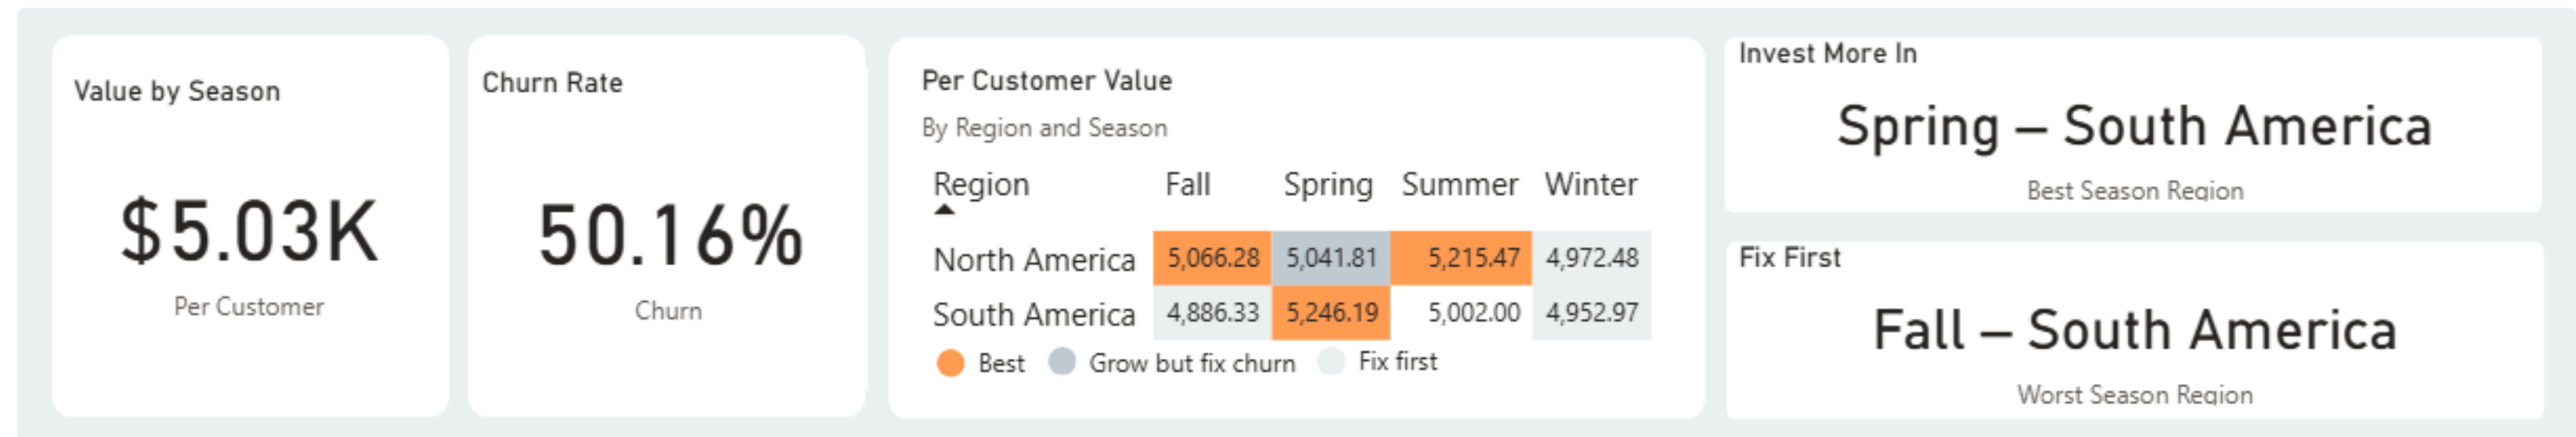 Value by Season
$5.03K
Per Customer
Churn Rate
50.16%
Churn
Per Customer Value
By Region and Season
Region Fall Spring Summer Winter
North America 5,066.28 5,041.81 5,215.47 4,972.48
South America 4,886.33 5,246.19 5,002.00 4,952.97
Best Grow but fix churn Fix first
Invest More In
Spring – South America
Best Season Region
Fix First
Fall – South America
Worst Season Region